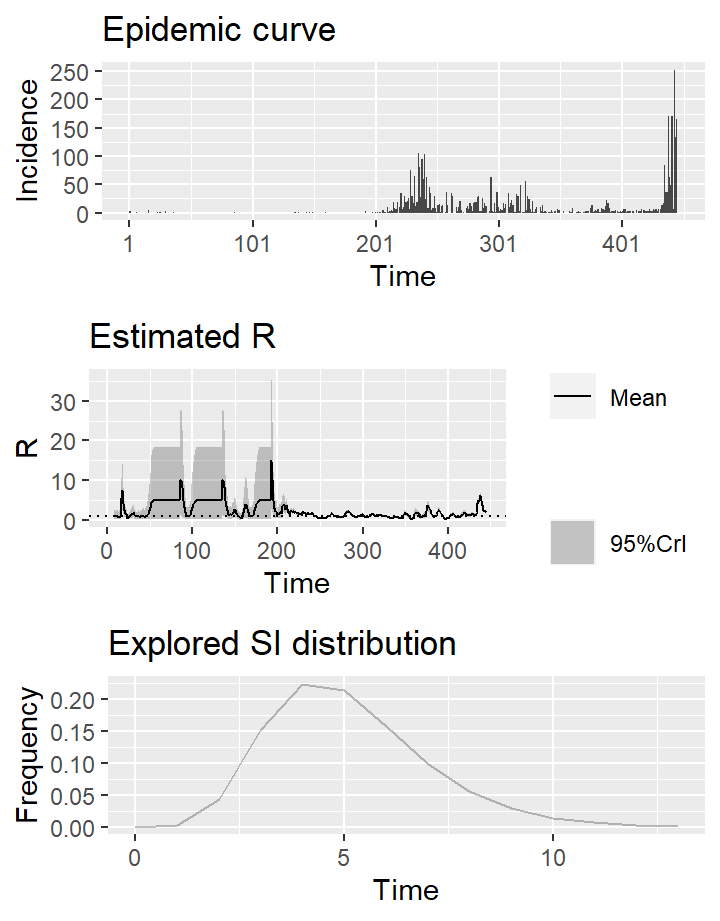 Epidemic curve
250
200
150
100
50
0
Incidence
1 101 201 301 401
Time
Estimated R
30
20
10
0
R
0 100 200 300 400
Time
Mean
95%CrI
Explored SI distribution
0.20
0.15
0.10
0.05
0.00
Frequency
0 5 10
Time